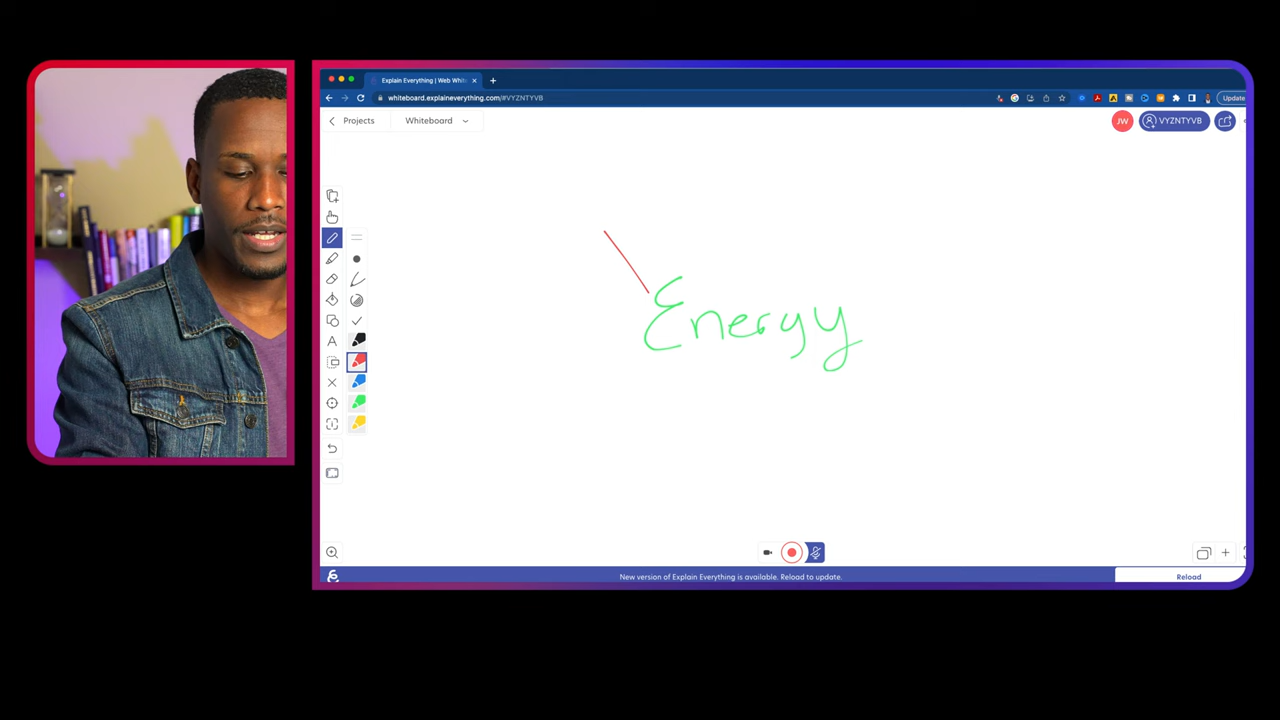 Explain Everything | Web Whit
whiteboard.explaineverything.com/#VYZNTYVB
Update
Projects
Whiteboard
JW
VYZNTYVB
Energy
New version of Explain Everything is available. Reload to update.
Reload